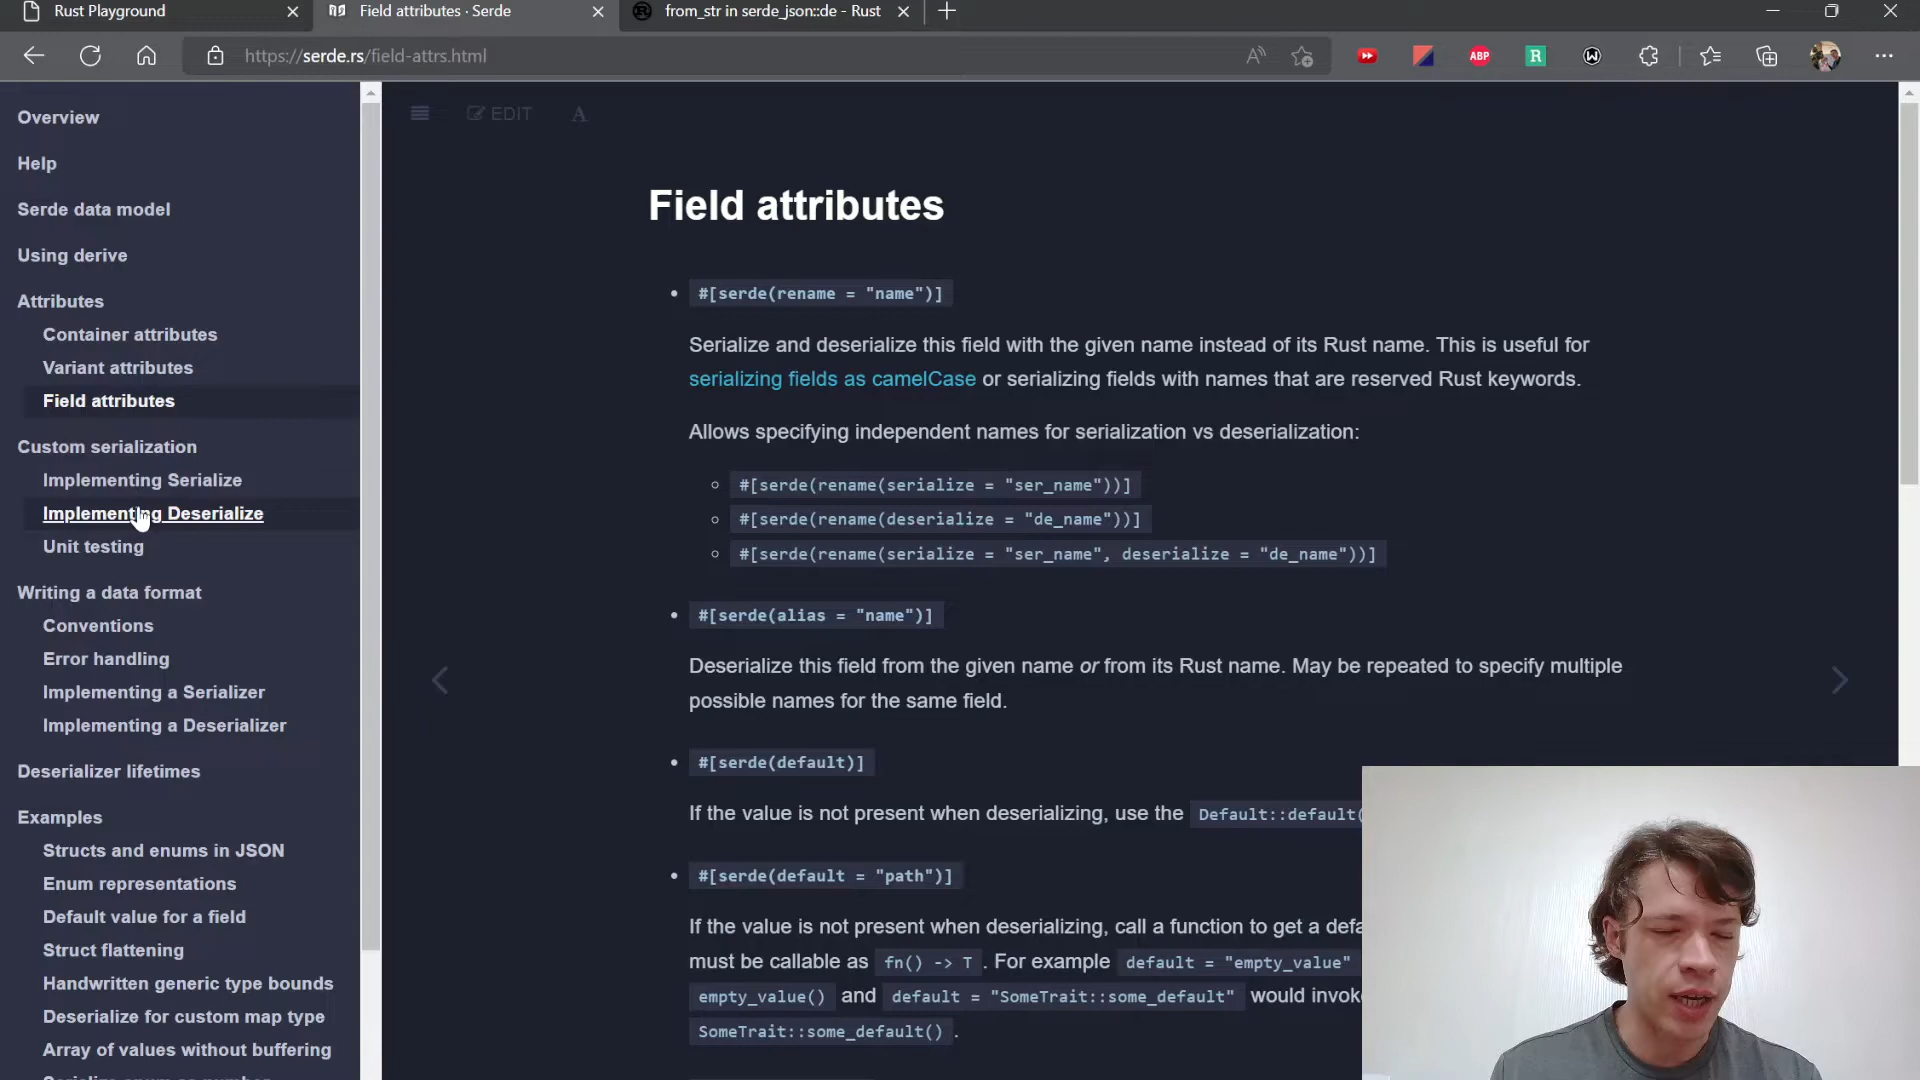 Rust Playground
Field attributes · Serde
from_str in serde_json::de - Rust
https://serde.rs/field-attrs.html
A
ABP
R
W
Overview
Help
Serde data model
Using derive
Attributes
Container attributes
Variant attributes
Field attributes
Custom serialization
Implementing Serialize
Implementing Deserialize
Unit testing
Writing a data format
Conventions
Error handling
Implementing a Serializer
Implementing a Deserializer
Deserializer lifetimes
Examples
Structs and enums in JSON
Enum representations
Default value for a field
Struct flattening
Handwritten generic type bounds
Deserialize for custom map type
Array of values without buffering
EDIT A
Field attributes
• #[serde(rename = "name")]
Serialize and deserialize this field with the given name instead of its Rust name. This is useful for
serializing fields as camelCase or serializing fields with names that are reserved Rust keywords.
Allows specifying independent names for serialization vs deserialization:
◦ #[serde(rename(serialize = "ser_name"))]
◦ #[serde(rename(deserialize = "de_name"))]
◦ #[serde(rename(serialize = "ser_name", deserialize = "de_name"))]
• #[serde(alias = "name")]
Deserialize this field from the given name or from its Rust name. May be repeated to specify multiple
possible names for the same field.
• #[serde(default)]
If the value is not present when deserializing, use the Default::default(
• #[serde(default = "path")]
If the value is not present when deserializing, call a function to get a defa
must be callable as fn() -> T . For example default = "empty_value"
empty_value() and default = "SomeTrait::some_default" would invok
SomeTrait::some_default() .